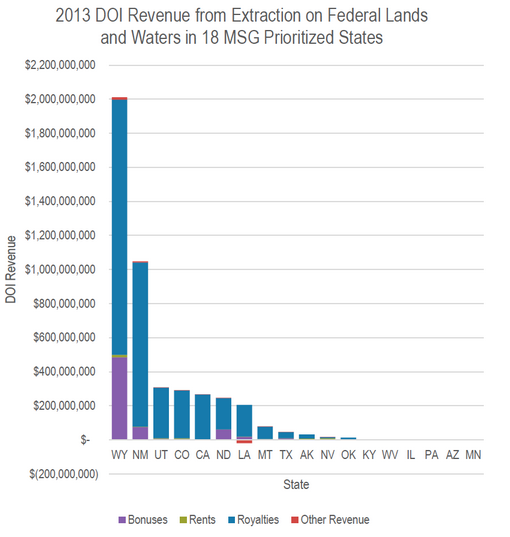 2013 DOI Revenue from Extraction on Federal Lands
and Waters in 18 MSG Prioritized States
$2,200,000,000
$2,000,000,000
$1,800,000,000
$1,600,000,000
$1,400,000,000
$1,200,000,000
$1,000,000,000
$800,000,000
$600,000,000
$400,000,000
$200,000,000
$-
$(200,000,000)
DOI Revenue
WY NM UT CO CA ND LA MT TX AK NV OK KY WV IL PA AZ MN
State
Bonuses Rents Royalties Other Revenue